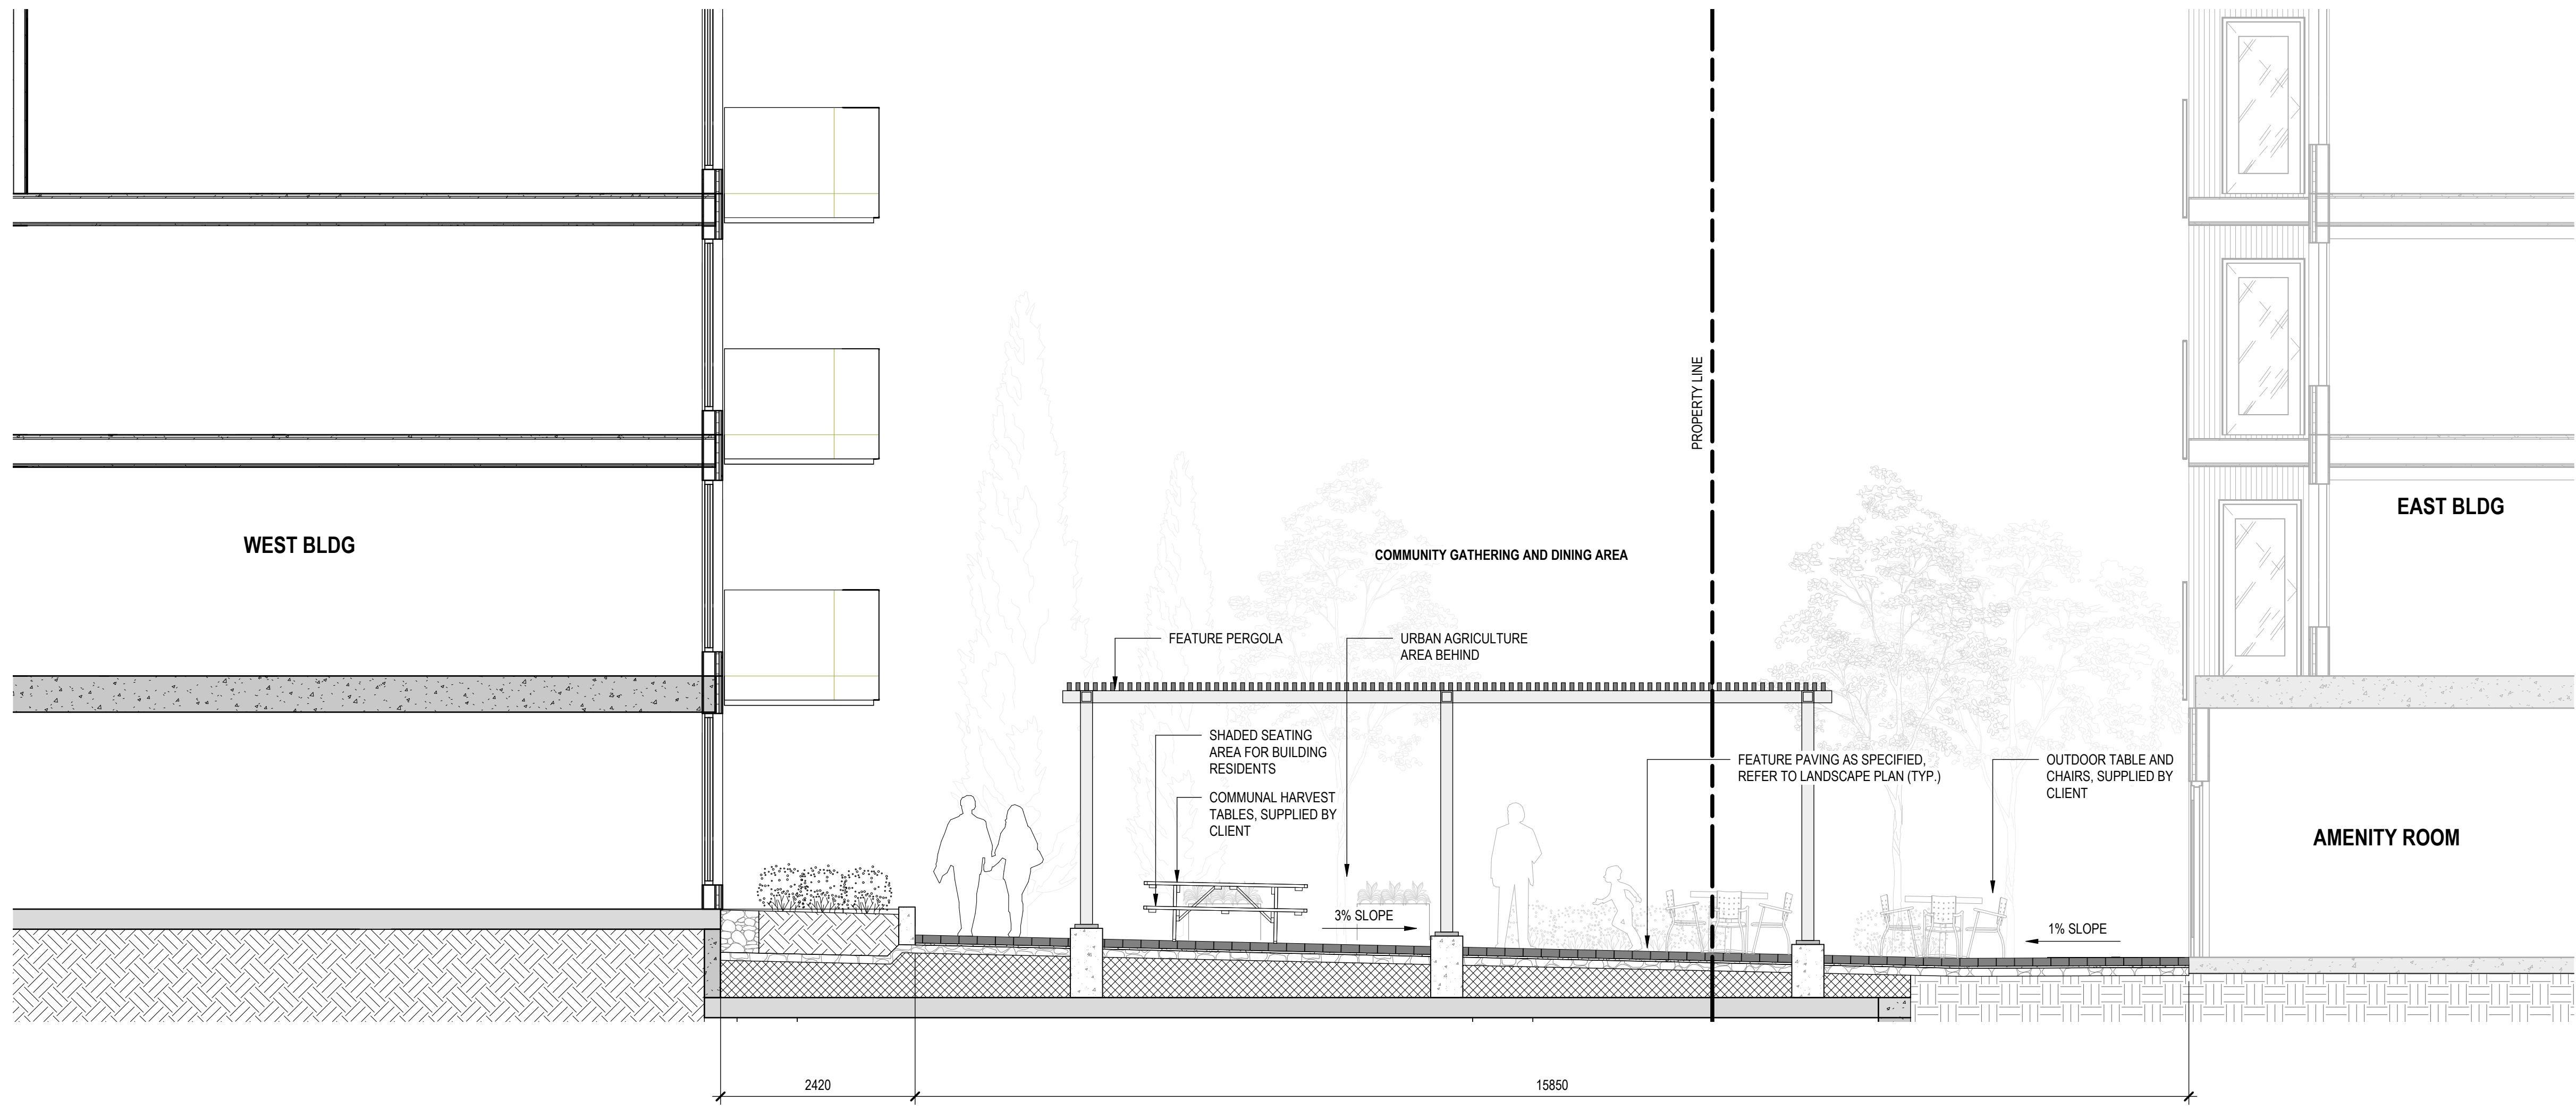 PROPERTY LINE
EAST BLDG
WEST BLDG
COMMUNITY GATHERING AND DINING AREA
FEATURE PERGOLA
URBAN AGRICULTURE
AREA BEHIND
SHADED SEATING
AREA FOR BUILDING
RESIDENTS
FEATURE PAVING AS SPECIFIED,
REFER TO LANDSCAPE PLAN (TYP.)
OUTDOOR TABLE AND
CHAIRS, SUPPLIED BY
CLIENT
COMMUNAL HARVEST
TABLES, SUPPLIED BY
CLIENT
AMENITY ROOM
3% SLOPE
1% SLOPE
2420
15850